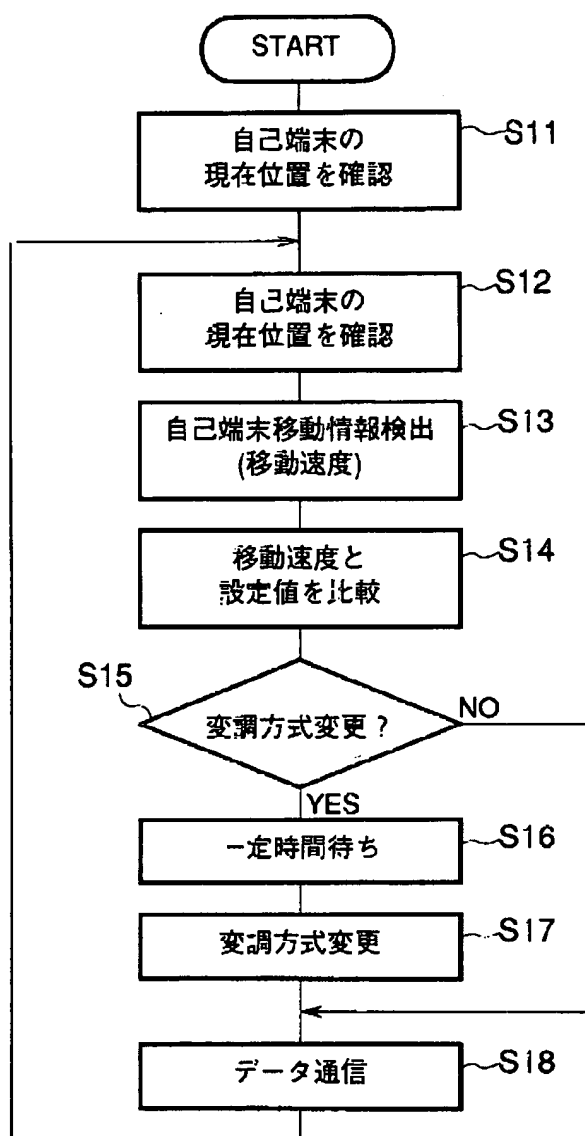 START
自己端末の
現在位置を確認
S11
自己端末の
現在位置を確認
S12
自己端末移動情報検出
(移動速度)
S13
移動速度と
設定値を比較
S14
S15
変調方式変更？
NO
YES
一定時間待ち
S16
変調方式変更
S17
データ通信
S18